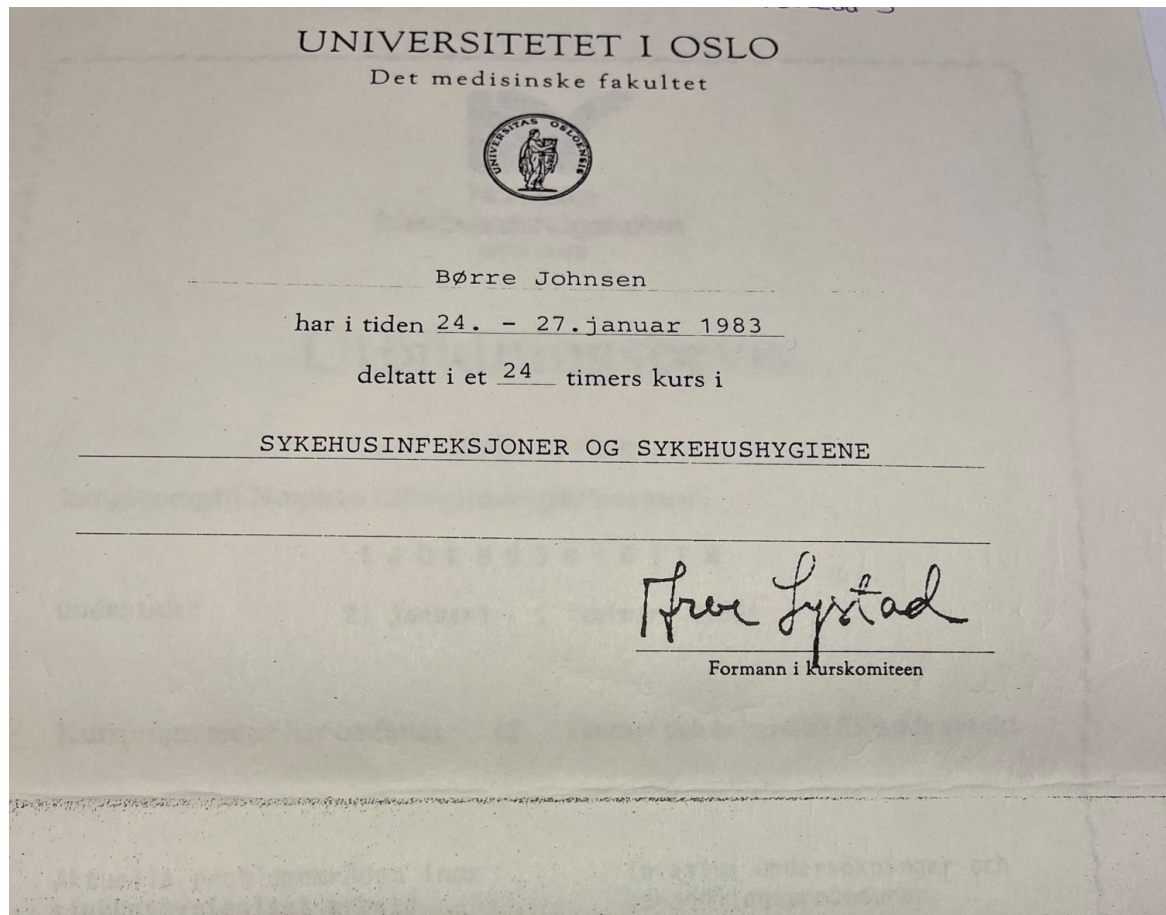 UNIVERSITETET I OSLO
Det medisinske fakultet
UNIVERSITAS OSLOENSIS
Børre Johnsen
har i tiden 24. - 27.januar 1983
deltatt i et 24 timers kurs i
SYKEHUSINFEKSJONER OG SYKEHUSHYGIENE
Lystad
Formann i kurskomiteen